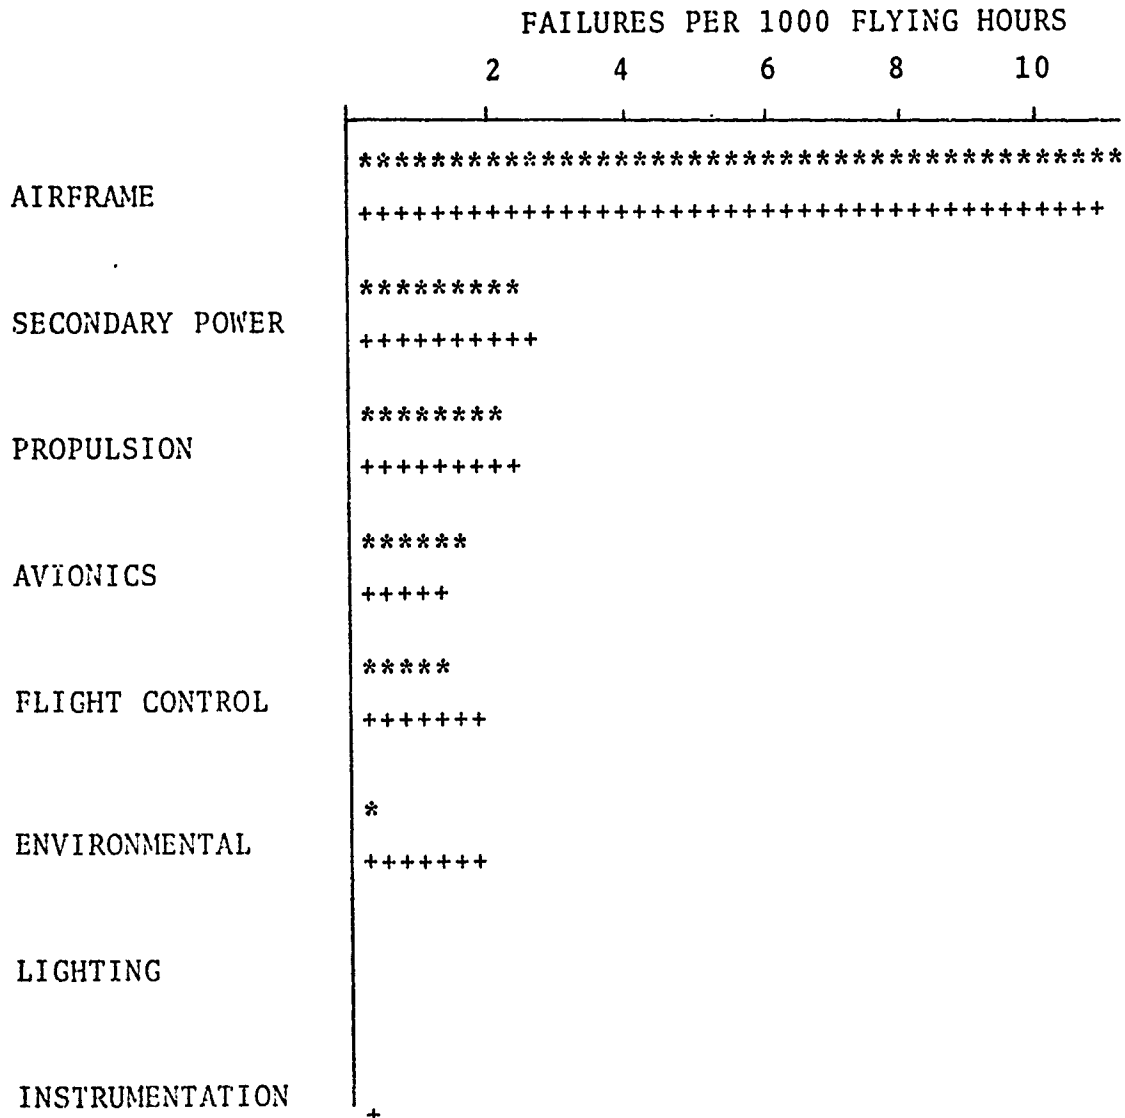 FAILURES PER 1000 FLYING HOURS
2 4 6 8 10
******************************************
AIRFRAME
+++++++++++++++++++++++++++++++++++++++++
*********
SECONDARY POWER
++++++++++
********
PROPULSION
+++++++++
******
AVIONICS
+++++
*****
FLIGHT CONTROL
+++++++
*
ENVIRONMENTAL
+++++++
LIGHTING
INSTRUMENTATION
+